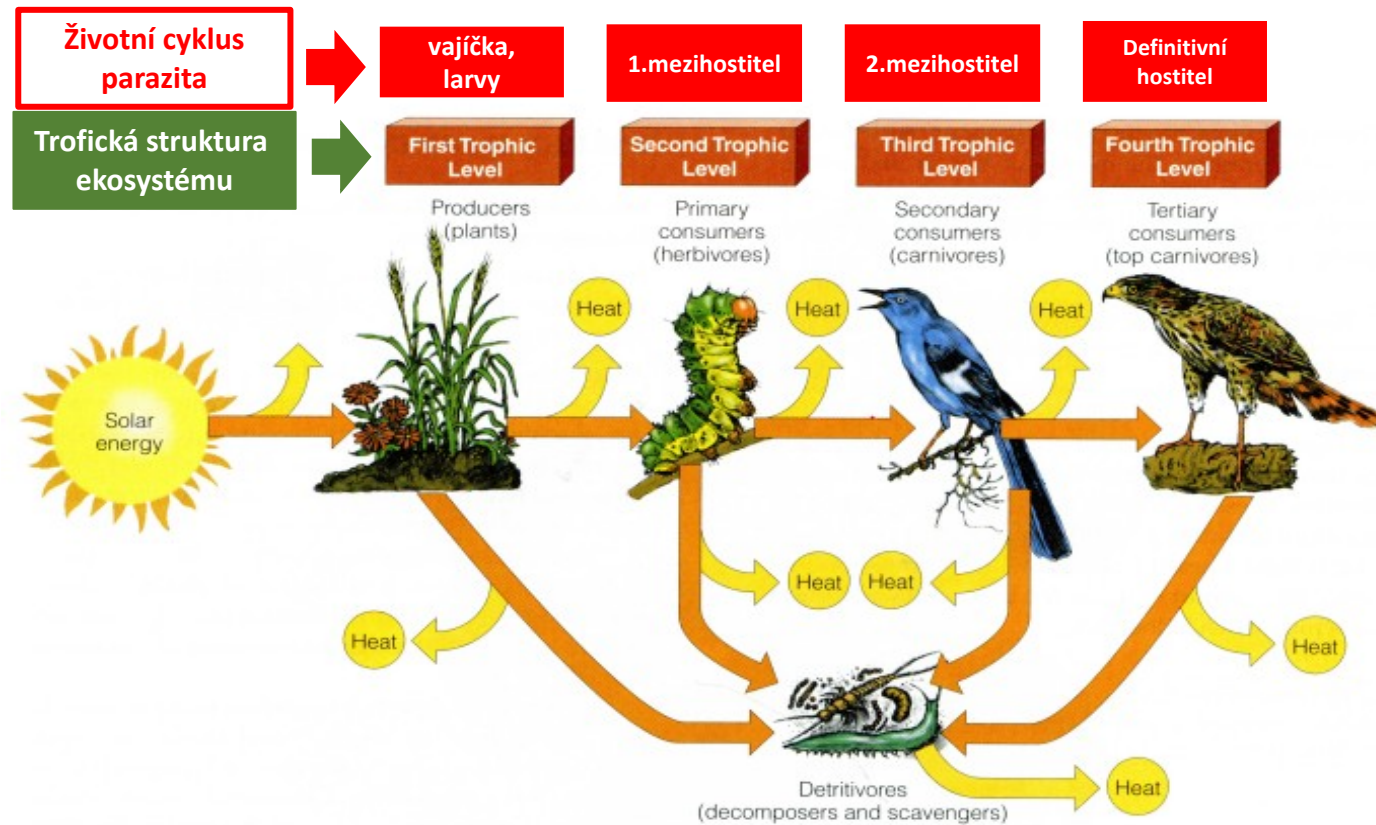 Životní cyklus
parazita
vajíčka,
larvy
1.mezihostitel
2.mezihostitel
Definitivní
hostitel
Trofická struktura
ekosystému
First Trophic
Level
Second Trophic
Level
Third Trophic
Level
Fourth Trophic
Level
Producers
(plants)
Primary
consumers
(herbivores)
Secondary
consumers
(carnivores)
Tertiary
consumers
(top carnivores)
Heat
Heat
Heat
Solar
energy
Heat
Heat
Heat
Heat
Detritivores
(decomposers and scavengers)
Heat